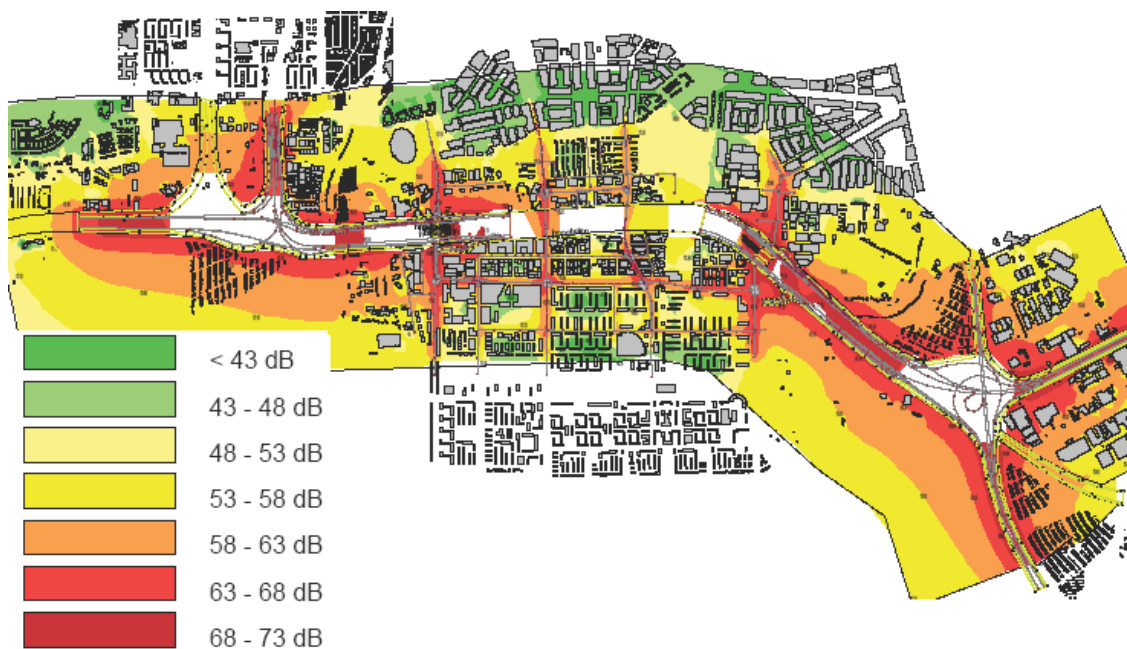 < 43 dB
43 - 48 dB
48 - 53 dB
53 - 58 dB
58 - 63 dB
63 - 68 dB
68 - 73 dB